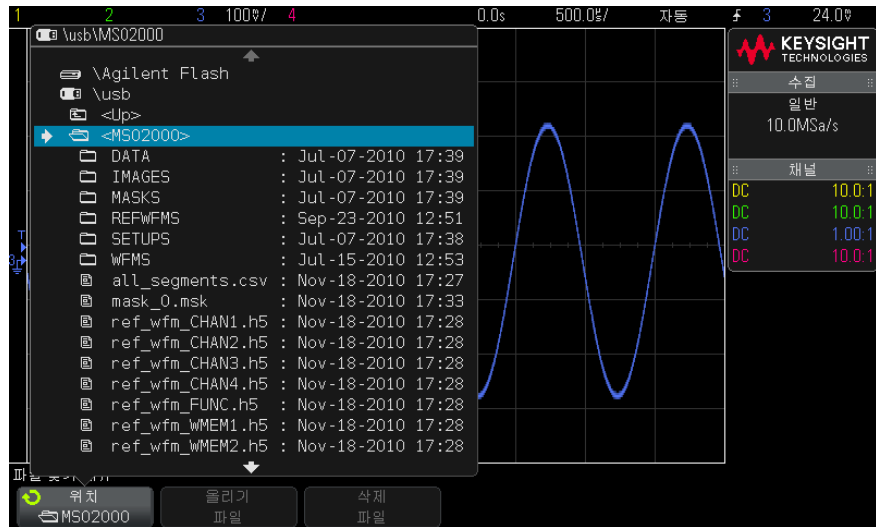 1 2 3 100⅟/ 4 0.0s 500.0㎲/ 자동 3 24.0V
\usb\MSO2000
\Agilent Flash
\usb
<Up>
<MSO2000>
DATA : Jul-07-2010 17:39
IMAGES : Jul-07-2010 17:39
MASKS : Jul-07-2010 17:39
REFWFMS : Sep-23-2010 12:51
SETUPS : Jul-07-2010 17:38
WFMS : Jul-15-2010 12:53
all_segments.csv : Nov-18-2010 17:27
mask_0.msk : Nov-18-2010 17:33
ref_wfm_CHAN1.h5 : Nov-18-2010 17:28
ref_wfm_CHAN2.h5 : Nov-18-2010 17:28
ref_wfm_CHAN3.h5 : Nov-18-2010 17:28
ref_wfm_CHAN4.h5 : Nov-18-2010 17:28
ref_wfm_FUNC.h5 : Nov-18-2010 17:28
ref_wfm_WMEM1.h5 : Nov-18-2010 17:28
ref_wfm_WMEM2.h5 : Nov-18-2010 17:28
KEYSIGHT
TECHNOLOGIES
수집
일반
10.0MSa/s
채널
DC 10.0:1
DC 10.0:1
DC 1.00:1
DC 10.0:1
위치
MSO2000
올리기
파일
삭제
파일